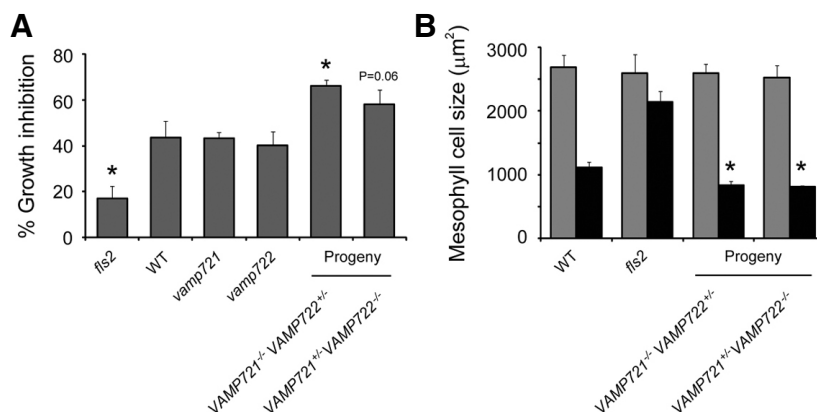 A
% Growth inhibition
80
60
40
20
0
*
*
P=0.06
fls2
WT
vamp721
vamp722
Progeny
VAMP721-/- VAMP722+/-
VAMP721+/- VAMP722-/-
B
Mesophyll cell size (μm²)
3000
2000
1000
0
*
*
WT
fls2
Progeny
VAMP721-/- VAMP722+/-
VAMP721+/- VAMP722-/-